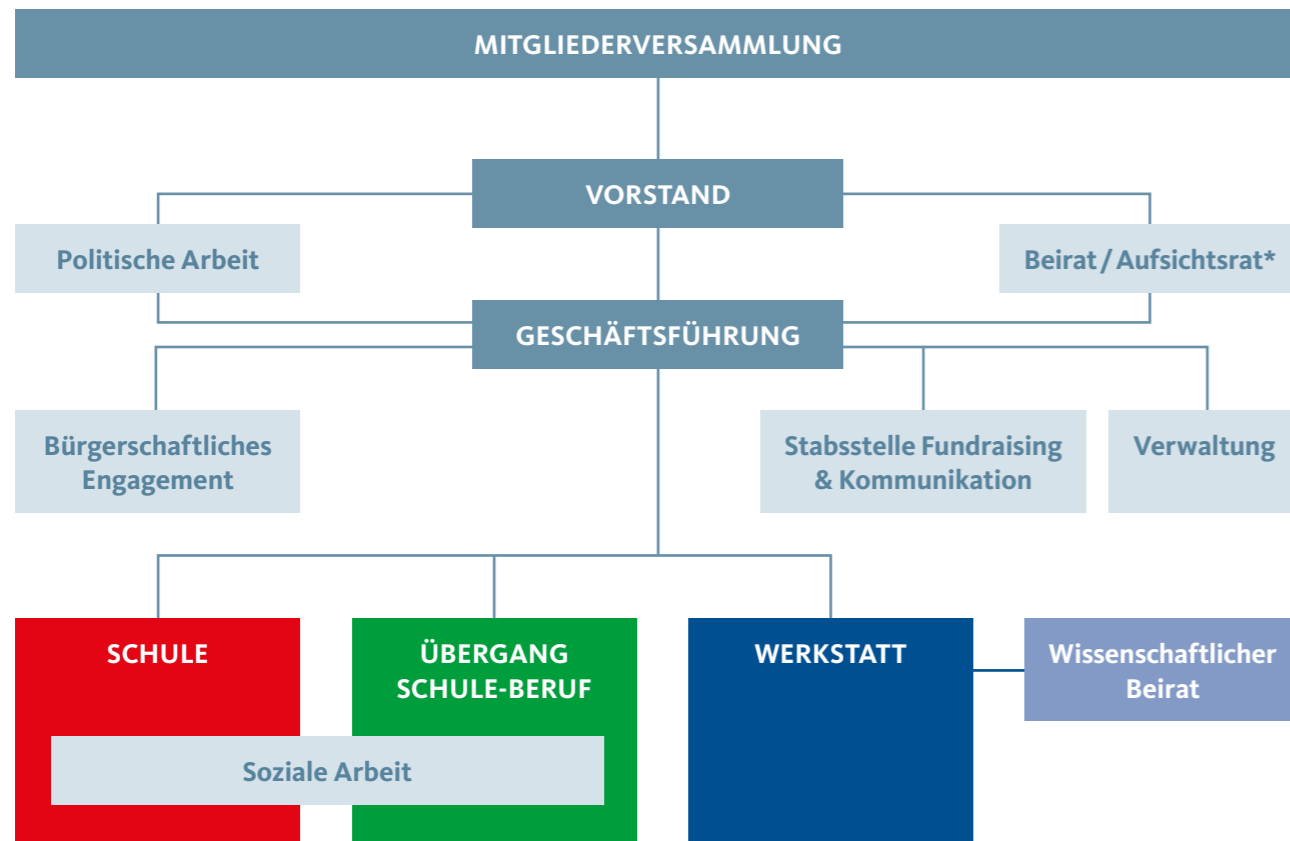 MITGLIEDERVERSAMMLUNG
VORSTAND
Politische Arbeit
Beirat / Aufsichtsrat*
GESCHÄFTSFÜHRUNG
Bürgerschaftliches
Engagement
Stabsstelle Fundraising
& Kommunikation
Verwaltung
SCHULE
ÜBERGANG
SCHULE-BERUF
WERKSTATT
Wissenschaftlicher
Beirat
Soziale Arbeit